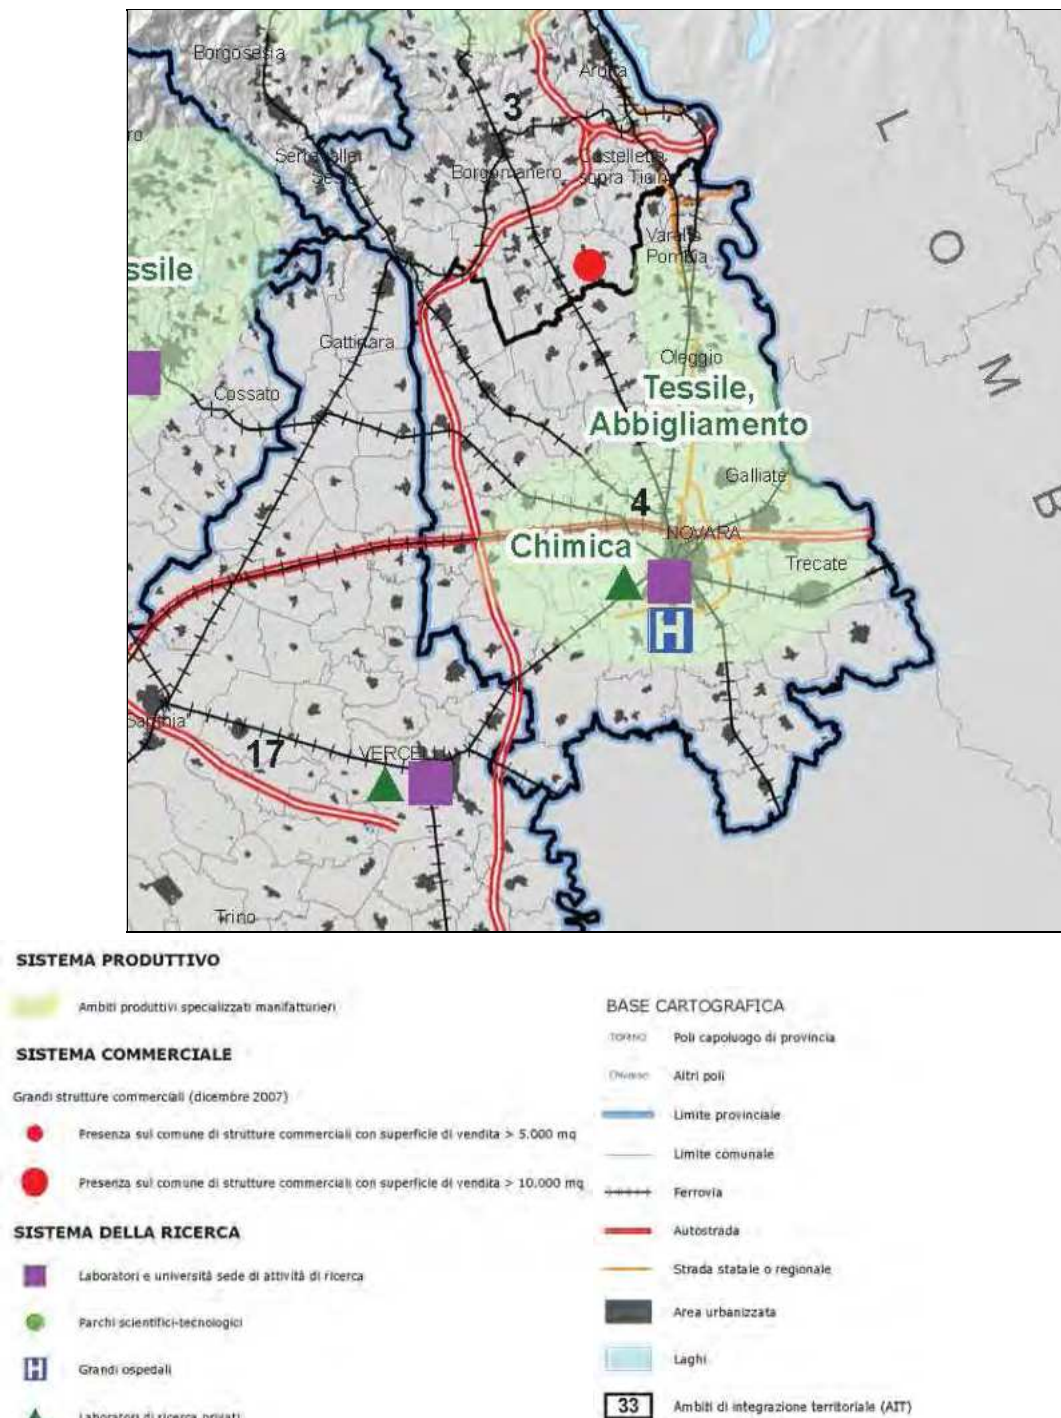 Borgosesia
Arona
3
L
Serravalle
Sesia
Borgomanero
Castelletto
sopra Ticino
O
Varallo
Pombia
ssile
Gattinara
Oleggio
M
Tessile,
Abbigliamento
Cossato
Galliate
B
4
NOVARA
Chimica
Trecate
H
Santhia
17
VERCELLI
Trino
SISTEMA PRODUTTIVO
Ambiti produttivi specializzati manifatturieri
SISTEMA COMMERCIALE
Grandi strutture commerciali (dicembre 2007)
Presenza sul comune di strutture commerciali con superficie di vendita > 5.000 mq
Presenza sul comune di strutture commerciali con superficie di vendita > 10.000 mq
SISTEMA DELLA RICERCA
Laboratori e università sede di attività di ricerca
Parchi scientifici-tecnologici
H Grandi ospedali
Laboratori di ricerca privati
BASE CARTOGRAFICA
TORINO Poli capoluogo di provincia
Chivasso Altri poli
Limite provinciale
Limite comunale
Ferrovia
Autostrada
Strada statale o regionale
Area urbanizzata
Laghi
33 Ambiti di integrazione territoriale (AIT)